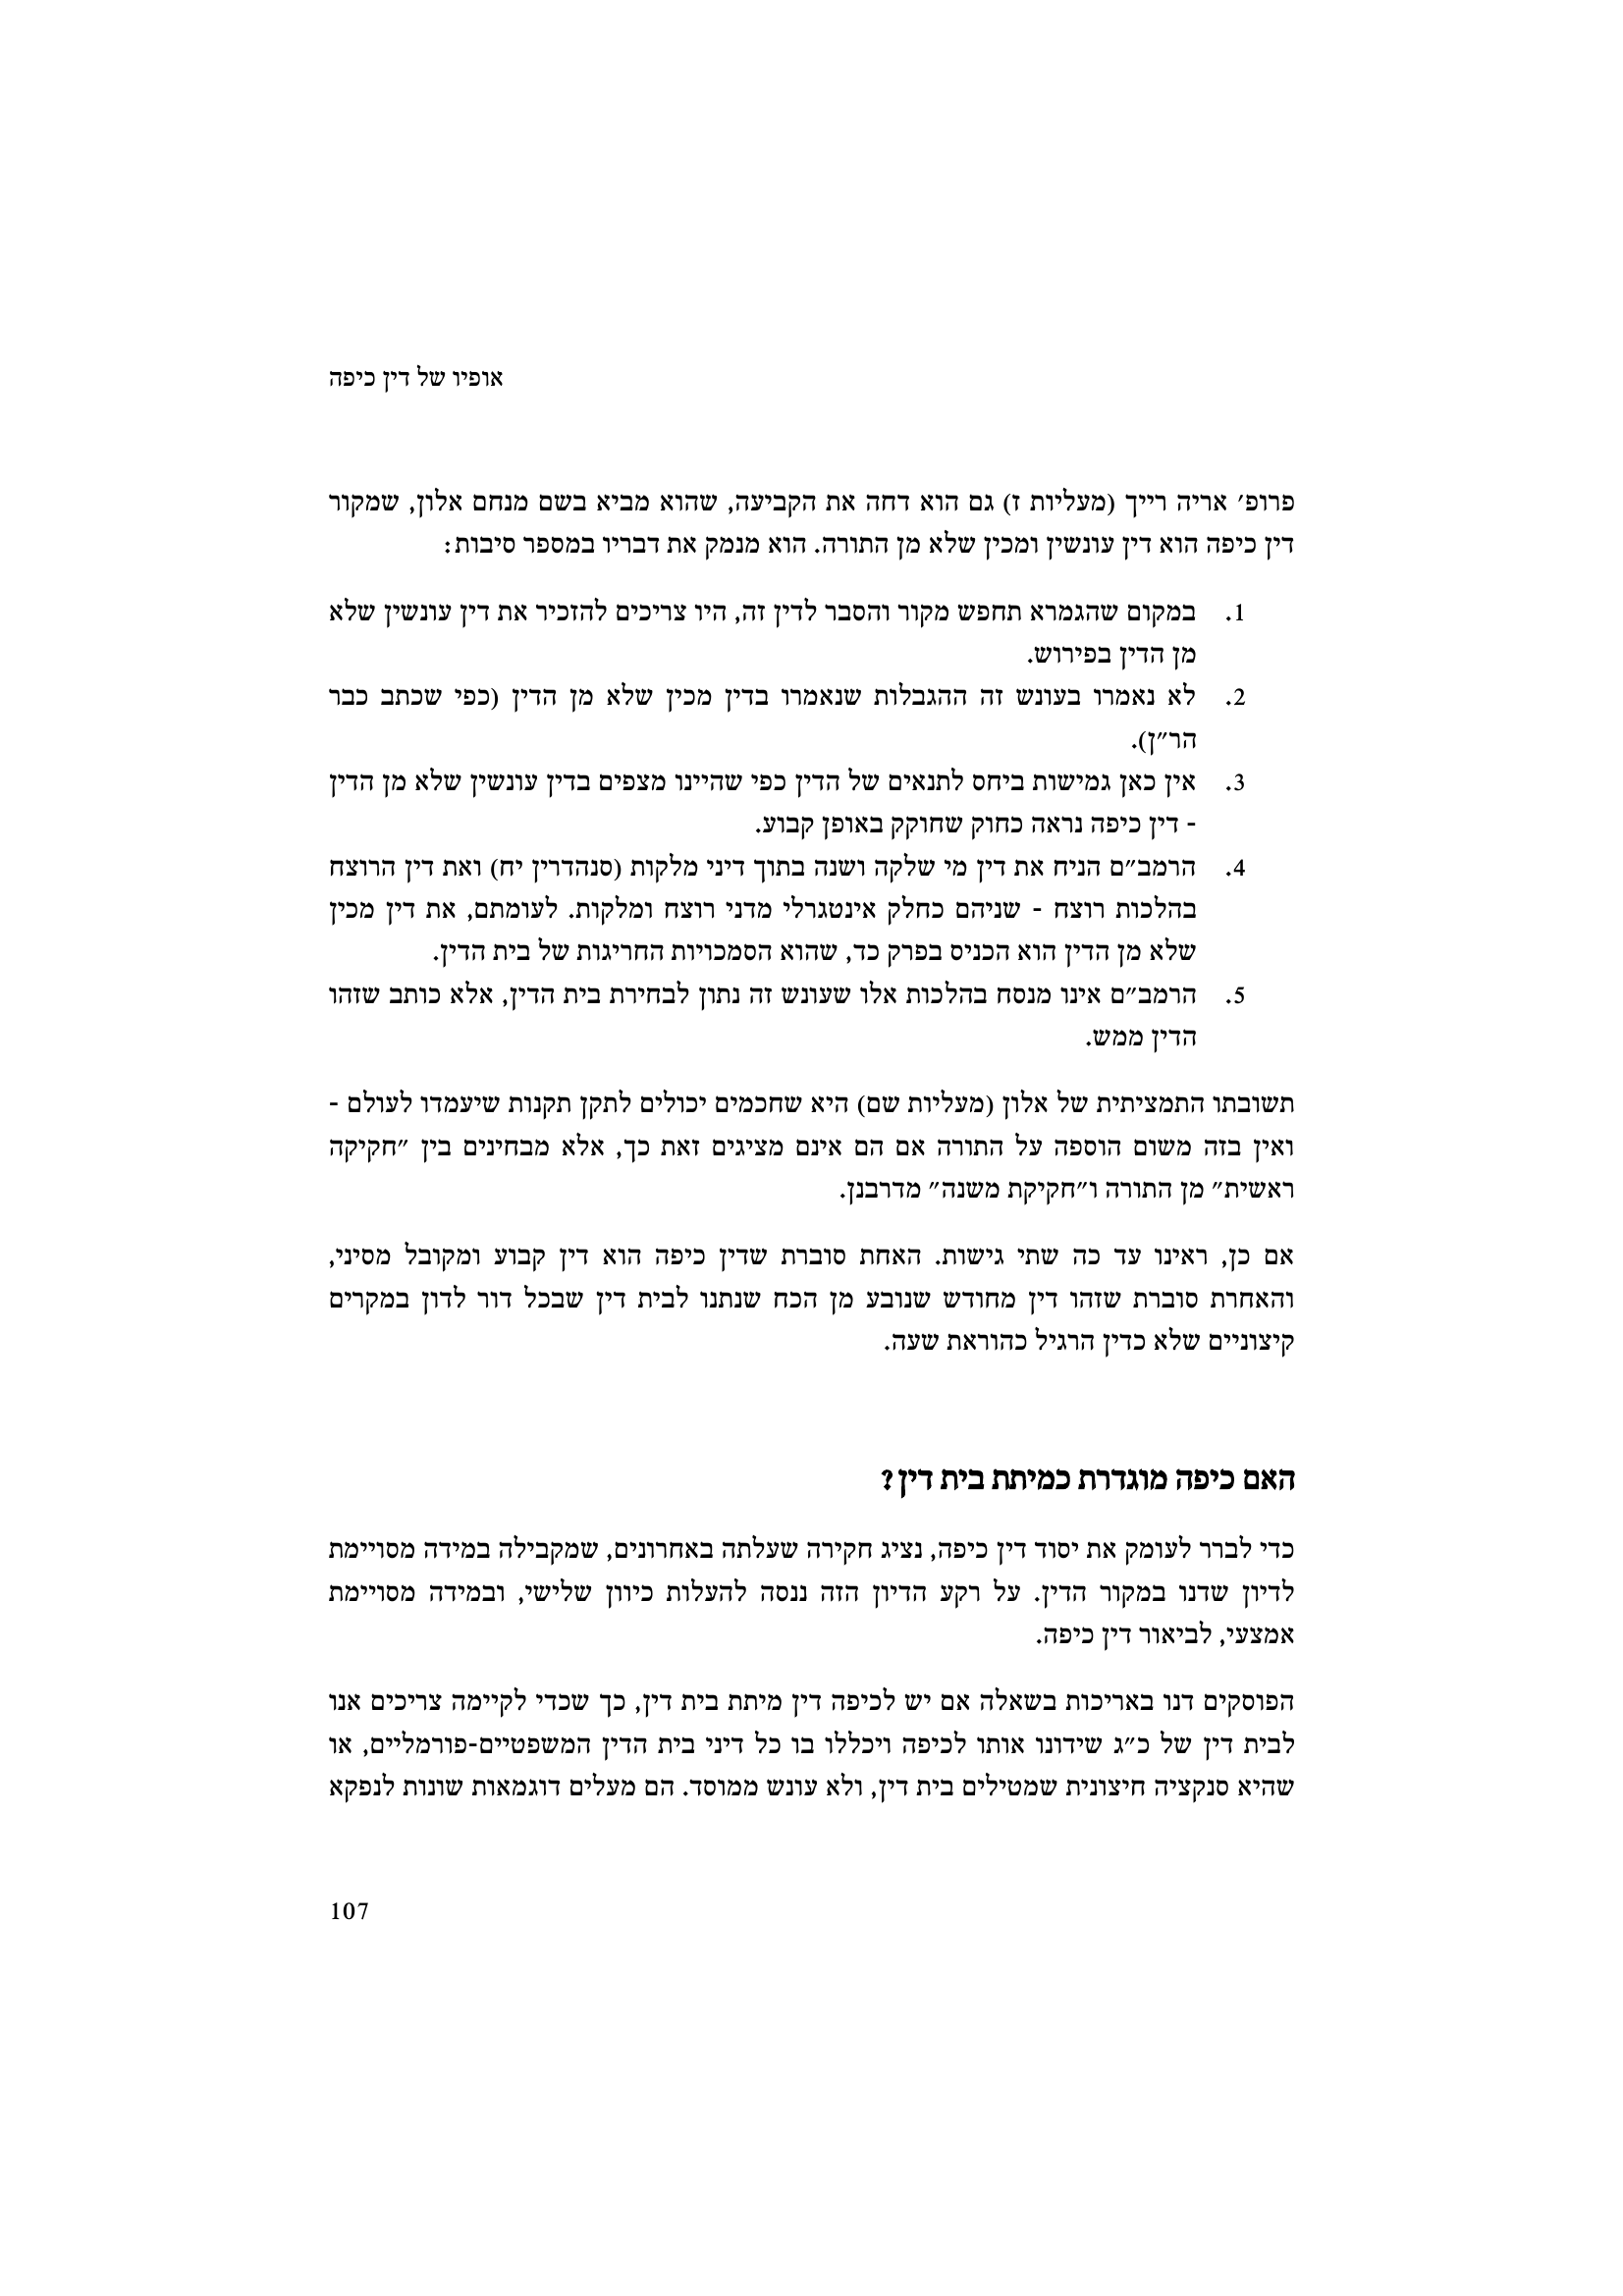 אופיו של דין כיפה
פרופ׳ אריה רייך (מעליות ז) גם הוא דחה את הקביעה, שהוא מביא בשם מנחם אלון, שמקור
דין כיפה הוא דין עונשין ומכין שלא מן התורה. הוא מנמק את דבריו במספר סיבות:
1. במקום שהגמרא תחפש מקור והסבר לדין זה, היו צריכים להזכיר את דין עונשין שלא
מן הדין בפירוש.
2. לא נאמרו בעונש זה ההגבלות שנאמרו בדין מכין שלא מן הדין (כפי שכתב כבר
הר״ן).
3. אין כאן גמישות ביחס לתנאים של הדין כפי שהיינו מצפים בדין עונשין שלא מן הדין
- דין כיפה נראה כחוק שחוקק באופן קבוע.
4. הרמב״ם הניח את דין מי שלקה ושנה בתוך דיני מלקות (סנהדרין יח) ואת דין הרוצח
בהלכות רוצח - שניהם כחלק אינטגרלי מדני רוצח ומלקות. לעומתם, את דין מכין
שלא מן הדין הוא הכניס בפרק כד, שהוא הסמכויות החריגות של בית הדין.
5. הרמב״ם אינו מנסח בהלכות אלו שעונש זה נתון לבחירת בית הדין, אלא כותב שזהו
הדין ממש.
תשובתו התמציתית של אלון (מעליות שם) היא שחכמים יכולים לתקן תקנות שיעמדו לעולם -
ואין בזה משום הוספה על התורה אם הם אינם מציגים זאת כך, אלא מבחינים בין ״חקיקה
ראשית״ מן התורה ו״חקיקת משנה״ מדרבנן.
אם כן, ראינו עד כה שתי גישות. האחת סוברת שדין כיפה הוא דין קבוע ומקובל מסיני,
והאחרת סוברת שזהו דין מחודש שנובע מן הכח שנתנו לבית דין שבכל דור לדון במקרים
קיצוניים שלא כדין הרגיל כהוראת שעה.
האם כיפה מוגדרת כמיתת בית דין?
כדי לברר לעומק את יסוד דין כיפה, נציג חקירה שעלתה באחרונים, שמקבילה במידה מסויימת
לדיון שדנו במקור הדין. על רקע הדיון הזה ננסה להעלות כיוון שלישי, ובמידה מסויימת
אמצעי, לביאור דין כיפה.
הפוסקים דנו באריכות בשאלה אם יש לכיפה דין מיתת בית דין, כך שכדי לקיימה צריכים אנו
לבית דין של כ״ג שידונו אותו לכיפה ויכללו בו כל דיני בית הדין המשפטיים-פורמליים, או
שהיא סנקציה חיצונית שמטילים בית דין, ולא עונש ממוסד. הם מעלים דוגמאות שונות לנפקא
107